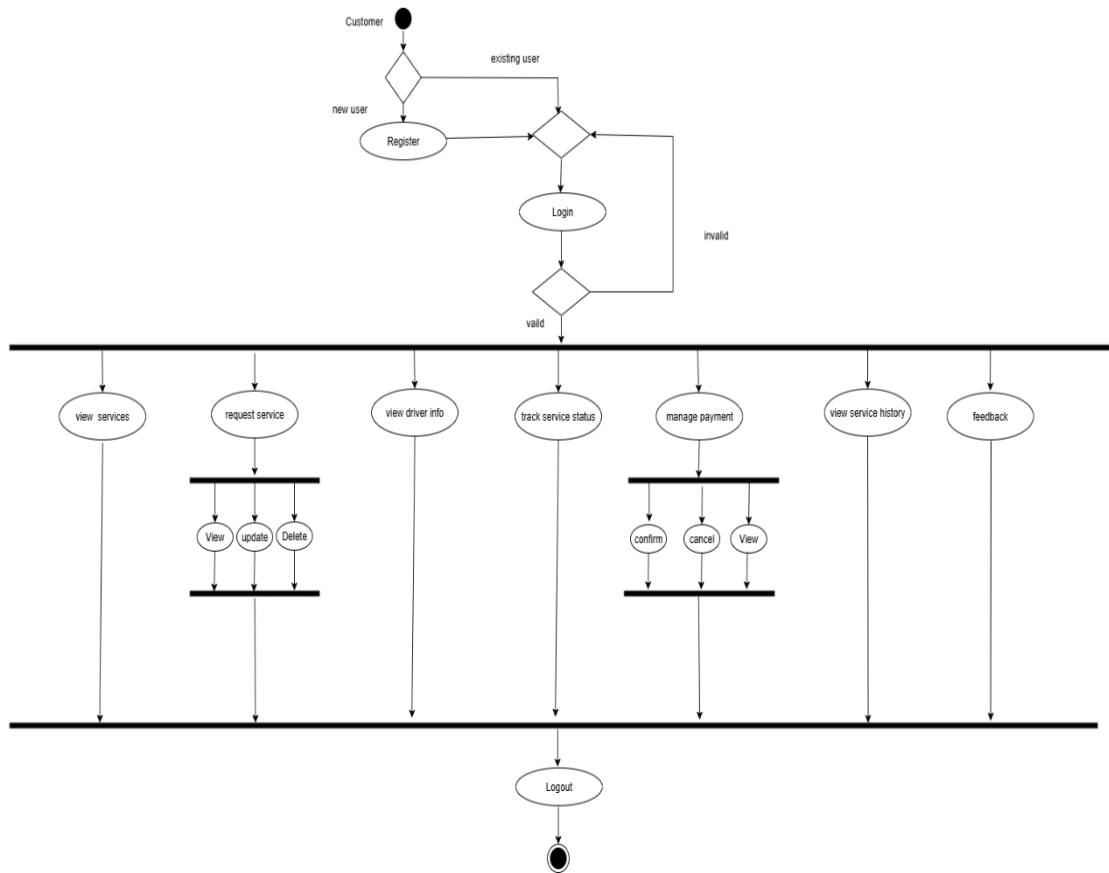 Customer
existing user
new user
Register
Login
invalid
vaild
view services
request service
view driver info
track service status
manage payment
view service history
feedback
View
update
Delete
confirm
cancel
View
Logout